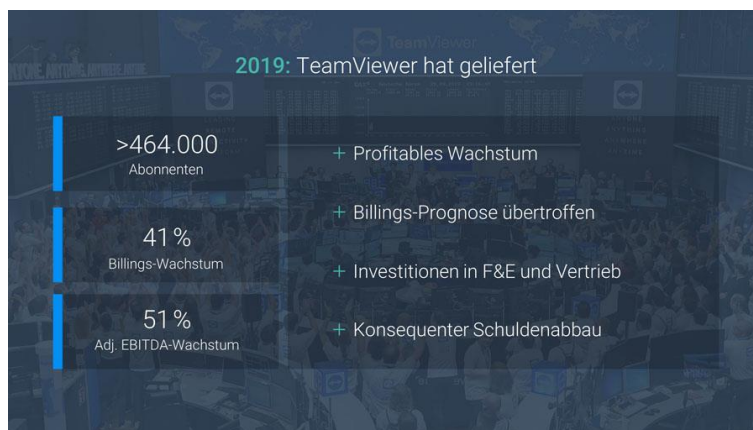 TeamViewer
2019: TeamViewer hat geliefert
>464.000
Abonnenten
41 %
Billings-Wachstum
51 %
Adj. EBITDA-Wachstum
+ Profitables Wachstum
+ Billings-Prognose übertroffen
+ Investitionen in F&E und Vertrieb
+ Konsequenter Schuldenabbau